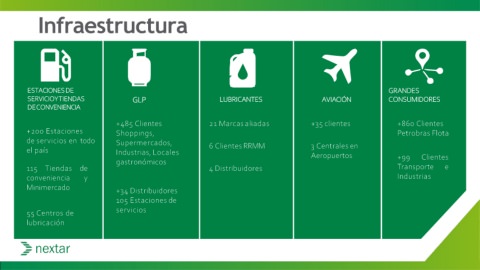 Infraestructura
ESTACIONES DE
SERVICIO Y TIENDAS
DE CONVENIENCIA
+200 Estaciones
de servicios en todo
el país
115 Tiendas de
conveniencia y
Minimercado
55 Centros de
lubricación
GLP
+485 Clientes
Shoppings,
Supermercados,
Industrias, Locales
gastronómicos
+34 Distribuidores
105 Estaciones de
servicios
LUBRICANTES
21 Marcas aliadas
6 Clientes RRMM
4 Distribuidores
AVIACIÓN
+35 clientes
3 Centrales en
Aeropuertos
GRANDES
CONSUMIDORES
+860 Clientes
Petrobras Flota
+99 Clientes
Transporte e
Industrias
nextar